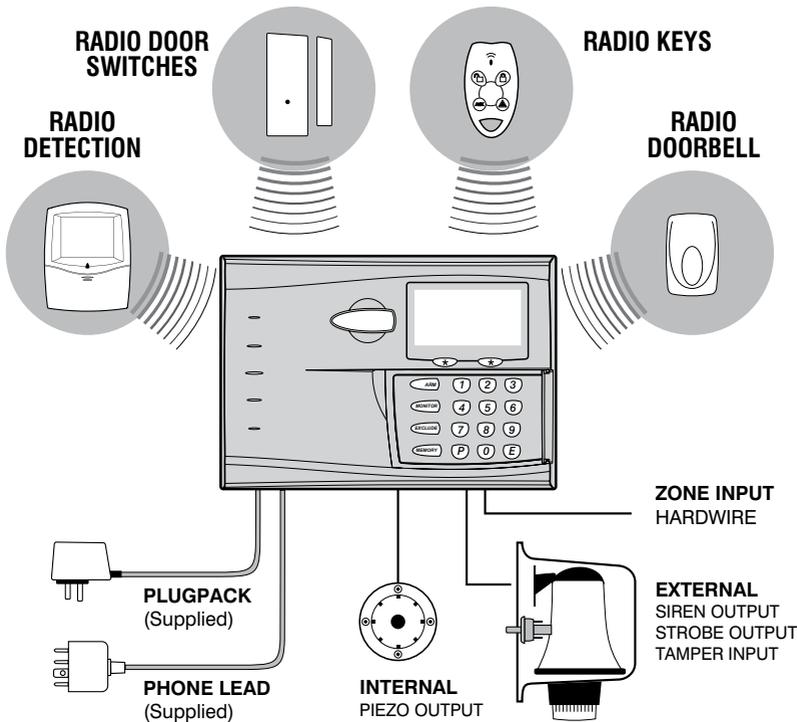 RADIO DOOR
SWITCHES
RADIO KEYS
RADIO
DETECTION
RADIO
DOORBELL
* *
ARM 1 2 3
MONITOR 4 5 6
EXCLUDE 7 8 9
MEMORY P 0 E
ZONE INPUT
HARDWIRE
PLUGPACK
(Supplied)
EXTERNAL
SIREN OUTPUT
STROBE OUTPUT
TAMPER INPUT
PHONE LEAD
(Supplied)
INTERNAL
PIEZO OUTPUT